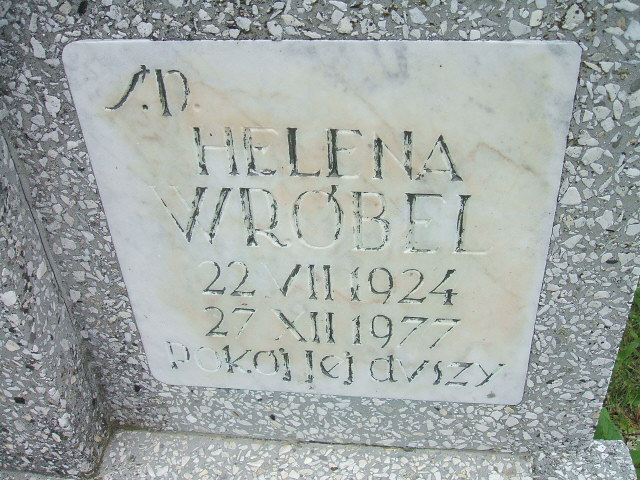 Ś.P.
HELENA
WRÓBEL
22 VII 1924
27 XII 1977
POKÓJ Jej duszy